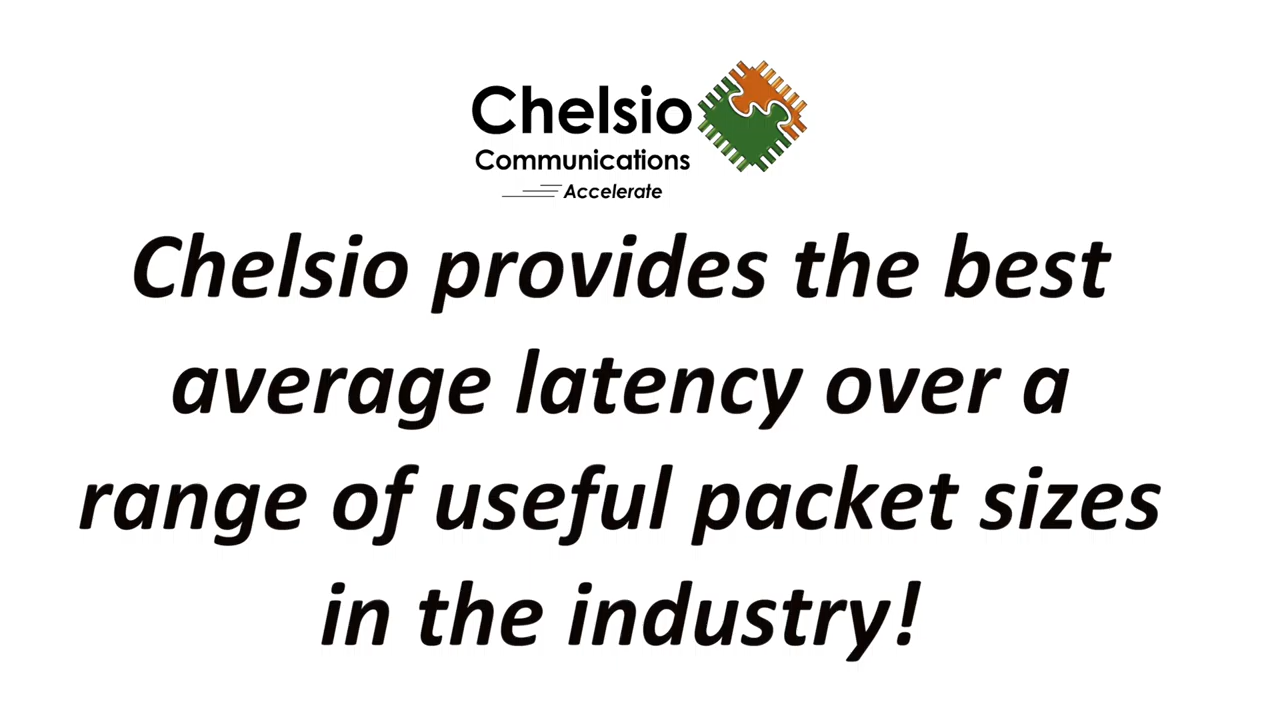 Chelsio
Communications
Accelerate
Chelsio provides the best
average latency over a
range of useful packet sizes
in the industry!